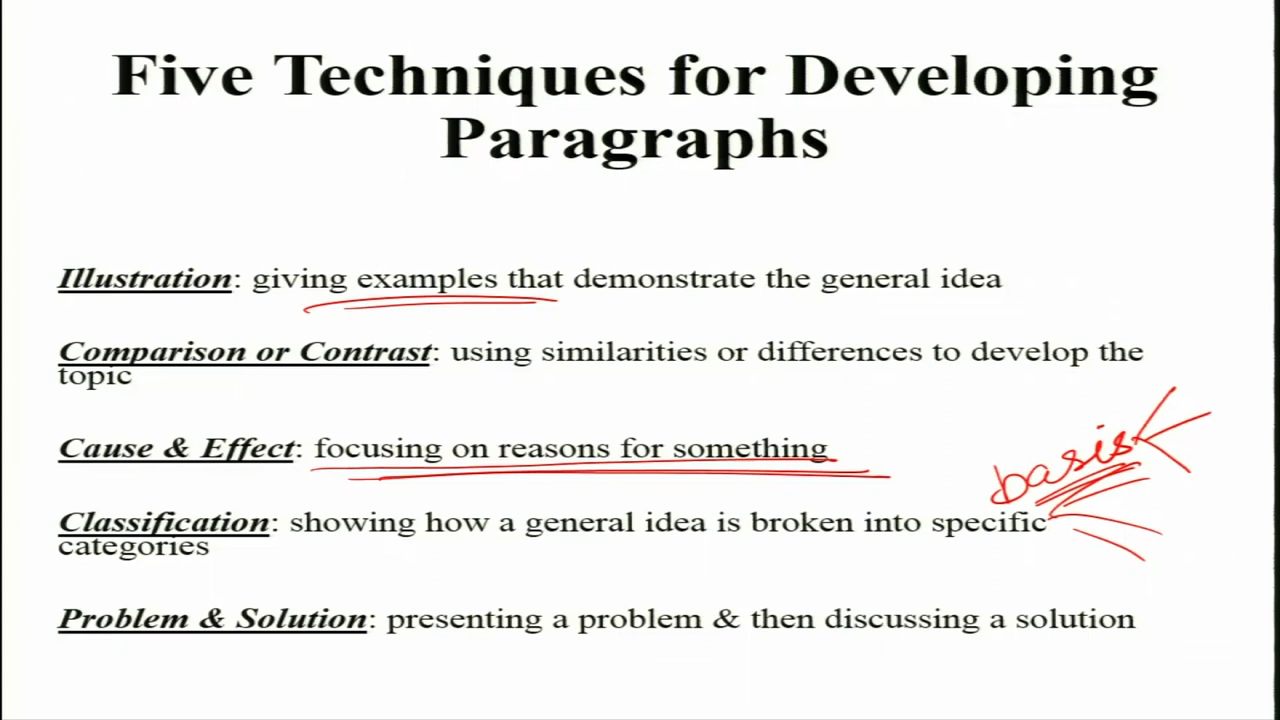 Five Techniques for Developing
Paragraphs
Illustration: giving examples that demonstrate the general idea
Comparison or Contrast: using similarities or differences to develop the
topic
Cause & Effect: focusing on reasons for something
basis
Classification: showing how a general idea is broken into specific
categories
Problem & Solution: presenting a problem & then discussing a solution